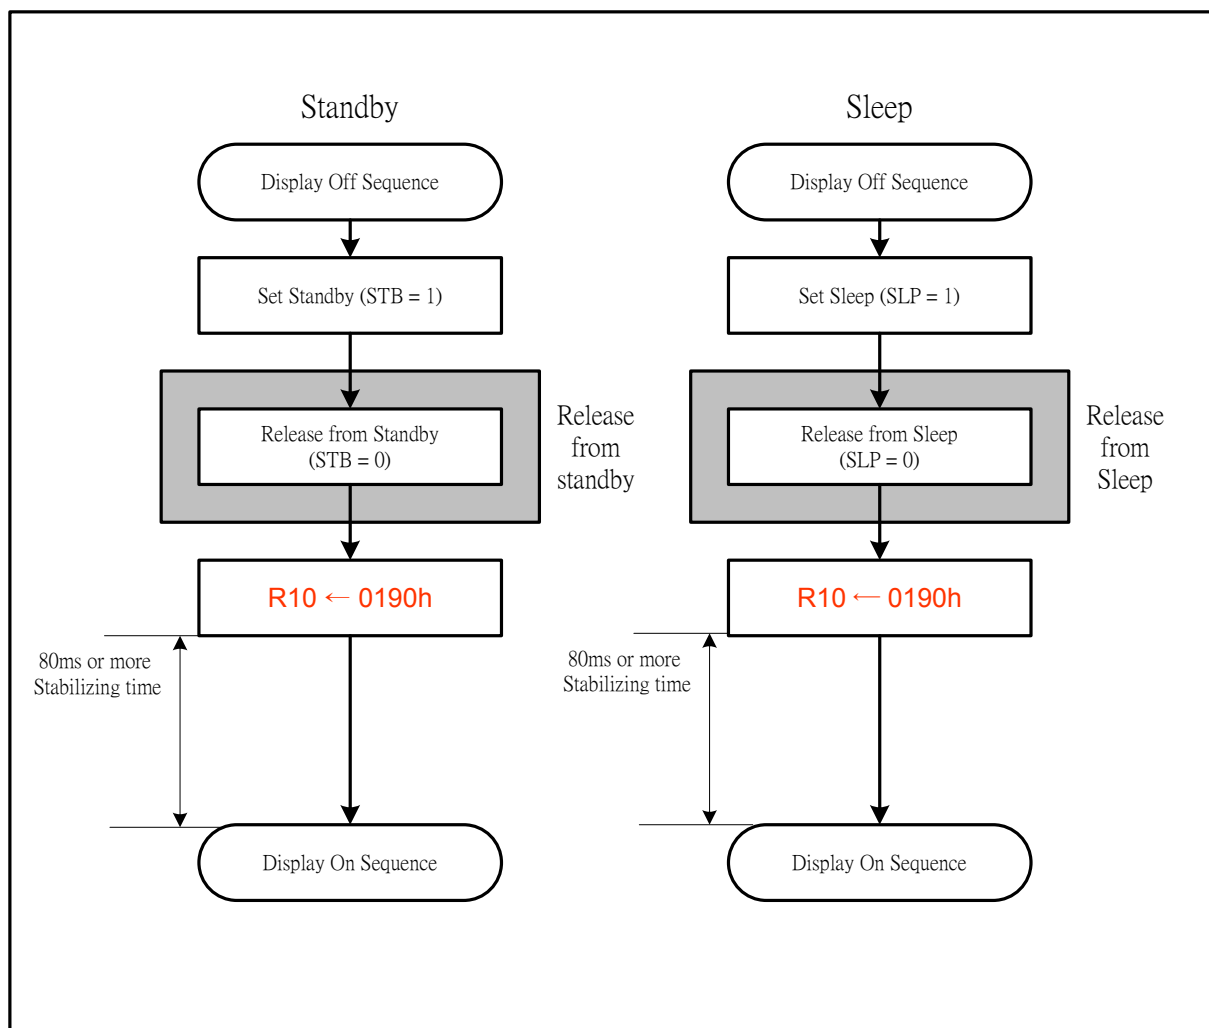 Standby
Display Off Sequence
Set Standby (STB = 1)
Release from Standby
(STB = 0)
Release
from
standby
R10 ← 0190h
80ms or more
Stabilizing time
Display On Sequence
Sleep
Display Off Sequence
Set Sleep (SLP = 1)
Release from Sleep
(SLP = 0)
Release
from
Sleep
R10 ← 0190h
80ms or more
Stabilizing time
Display On Sequence